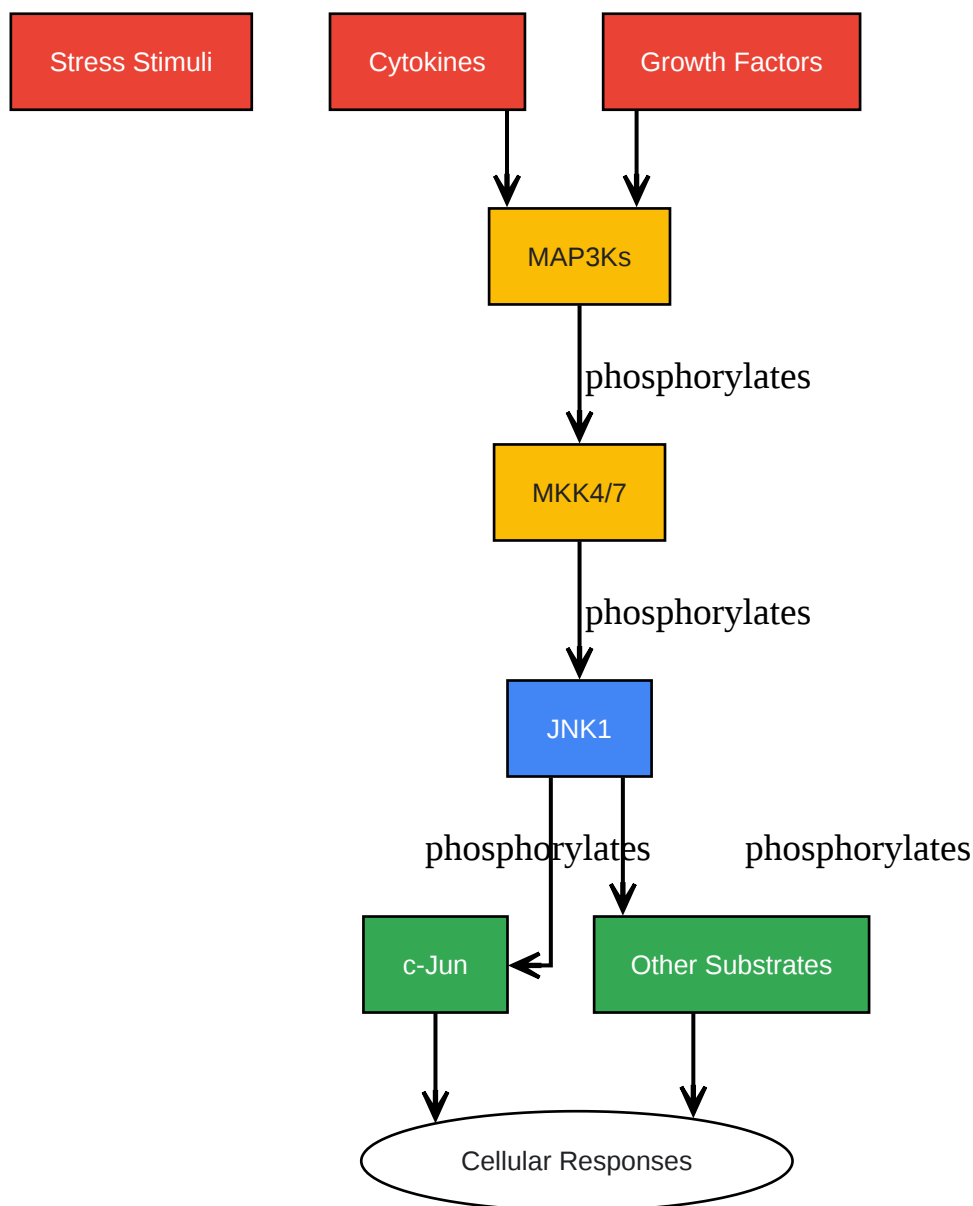 Stress Stimuli
Cytokines
Growth Factors
MAP3Ks
phosphorylates
MKK4/7
phosphorylates
JNK1
phosphorylates
phosphorylates
c-Jun
Other Substrates
Cellular Responses